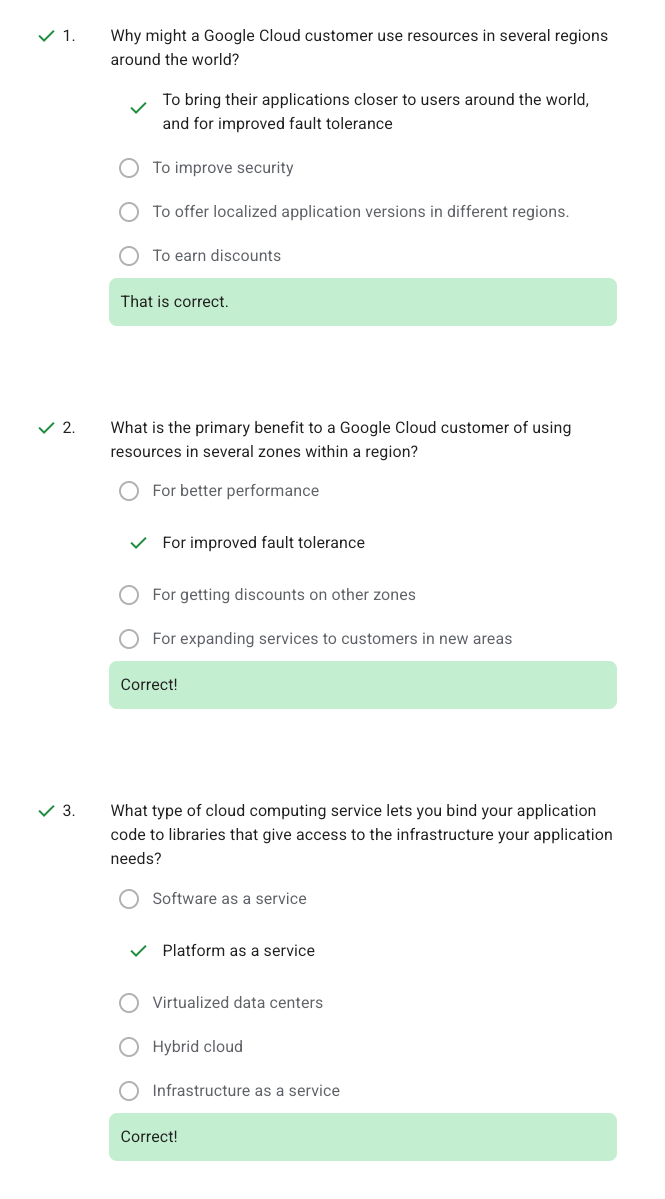 1. Why might a Google Cloud customer use resources in several regions
around the world?
To bring their applications closer to users around the world,
and for improved fault tolerance
To improve security
To offer localized application versions in different regions.
To earn discounts
That is correct.
2. What is the primary benefit to a Google Cloud customer of using
resources in several zones within a region?
For better performance
For improved fault tolerance
For getting discounts on other zones
For expanding services to customers in new areas
Correct!
3. What type of cloud computing service lets you bind your application
code to libraries that give access to the infrastructure your application
needs?
Software as a service
Platform as a service
Virtualized data centers
Hybrid cloud
Infrastructure as a service
Correct!